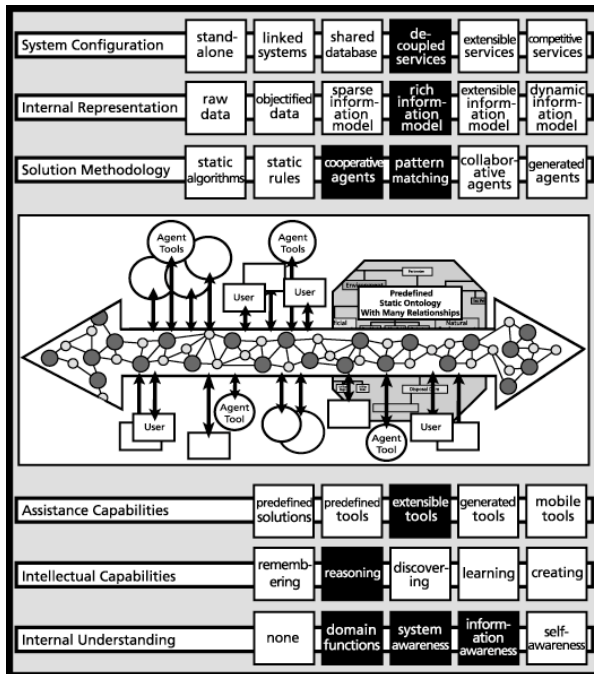 System Configuration
stand-
alone
linked
systems
shared
database
de-
coupled
services
extensible
services
competitive
services
Internal Representation
raw
data
objectified
data
sparse
inform-
ation
model
rich
inform-
ation
model
extensible
inform-
ation
model
dynamic
inform-
ation
model
Solution Methodology
static
algorithms
static
rules
cooperative
agents
pattern
matching
collabor-
ative
agents
generated
agents
Agent
Tools
Agent
Tools
User
User
Predefined
Static Ontology
With Many Relationships
Natural
User
Agent
Tool
Agent
Tool
User
Assistance Capabilities
predefined
solutions
predefined
tools
extensible
tools
generated
tools
mobile
tools
Intellectual Capabilities
rememb-
ering
reasoning
discover-
ing
learning
creating
Internal Understanding
none
domain
functions
system
awareness
inform-
ation
awareness
self-
awareness